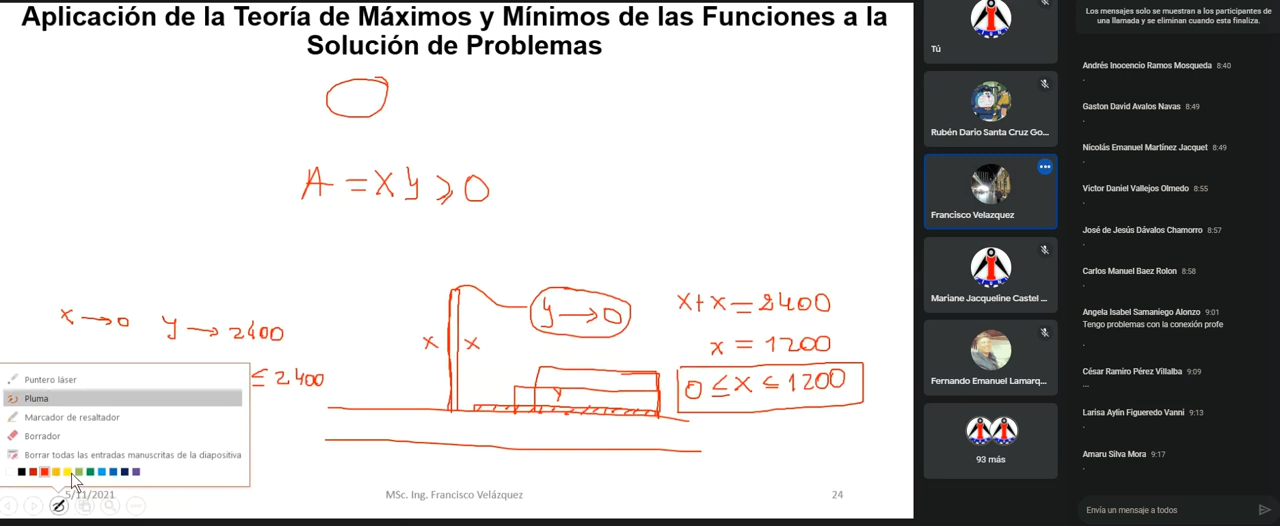 Aplicación de la Teoría de Máximos y Mínimos de las Funciones a la
Solución de Problemas
A = x y ≥ 0
x → 0 y → 2400
≤ 2400
x x
y → 0
y
x + x = 2400
x = 1200
0 ≤ x ≤ 1200
Puntero láser
Pluma
Marcador de resaltador
Borrador
Borrar todas las entradas manuscritas de la diapositiva
5/11/2021
MSc. Ing. Francisco Velázquez
24
Tú
Rubén Dario Santa Cruz Go...
Francisco Velazquez
Mariane Jacqueline Castel ...
Fernando Emanuel Lamarq...
93 más
Los mensajes solo se muestran a los participantes de
una llamada y se eliminan cuando esta finaliza.
Andrés Inocencio Ramos Mosqueda 8:40
.
Gaston David Avalos Navas 8:49
.
Nicolás Emanuel Martínez Jacquet 8:49
.
Victor Daniel Vallejos Olmedo 8:55
.
José de Jesús Dávalos Chamorro 8:57
.
Carlos Manuel Baez Rolon 8:58
.
Angela Isabel Samaniego Alonzo 9:01
Tengo problemas con la conexión profe
.
César Ramiro Pérez Villalba 9:09
...
Larisa Aylin Figueredo Vanni 9:13
.
Amaru Silva Mora 9:17
.
Envía un mensaje a todos